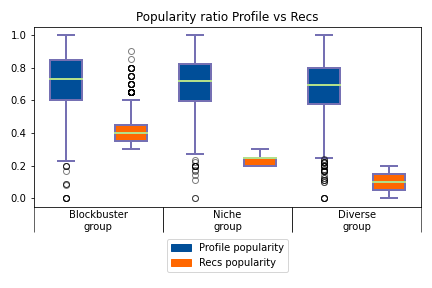 Popularity ratio Profile vs Recs
1.0
0.8
0.6
0.4
0.2
0.0
Blockbuster
group
Niche
group
Diverse
group
Profile popularity
Recs popularity